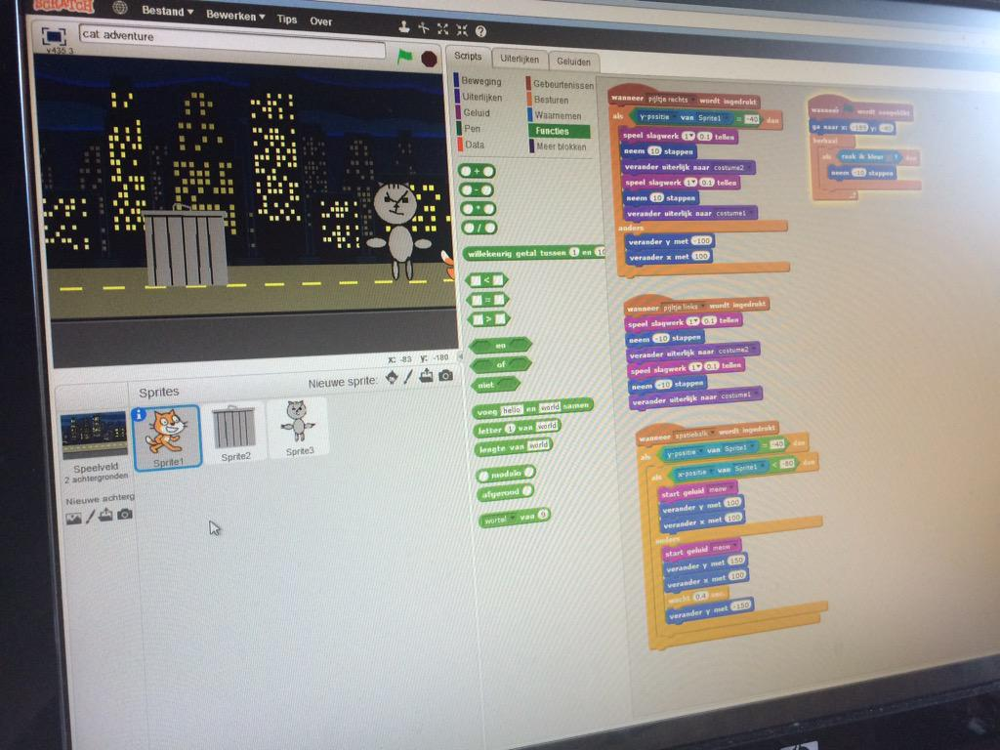 SCRATCH
Bestand
Bewerken
Tips
Over
cat adventure
v435.3
x: -83 y: -180
Sprites
Nieuwe sprite:
Speelveld
2 achtergronden
Nieuwe achterg
Sprite1
Sprite2
Sprite3
Scripts
Uiterlijken
Geluiden
Beweging
Uiterlijken
Geluid
Pen
Data
Gebeurtenissen
Besturen
Waarnemen
Functies
Meer blokken
+
-
*
/
willekeurig getal tussen 1 en 10
<
=
>
en
of
niet
voeg hello en world samen
letter 1 van world
lengte van world
modulo
afgerond
wortel van 9
wanneer pijltje rechts wordt ingedrukt
als y-positie van Sprite1 = -40 dan
speel slagwerk 1 0.1 tellen
neem 10 stappen
verander uiterlijk naar costume2
speel slagwerk 1 0.1 tellen
neem 10 stappen
verander uiterlijk naar costume1
anders
verander y met -100
verander x met 100
wanneer pijltje links wordt ingedrukt
speel slagwerk 1 0.1 tellen
neem -10 stappen
verander uiterlijk naar costume2
speel slagwerk 1 0.1 tellen
neem -10 stappen
verander uiterlijk naar costume1
wanneer spatiebalk wordt ingedrukt
als y-positie van Sprite1 = -40 dan
als x-positie van Sprite1 < -80 dan
start geluid meow
verander y met 100
verander x met 100
anders
start geluid meow
verander y met 150
verander x met 100
wacht 0.4 sec.
verander y met -150
wanneer wordt aangeklikt
ga naar x: y:
herhaal
als raak ik kleur ? dan
neem -10 stappen